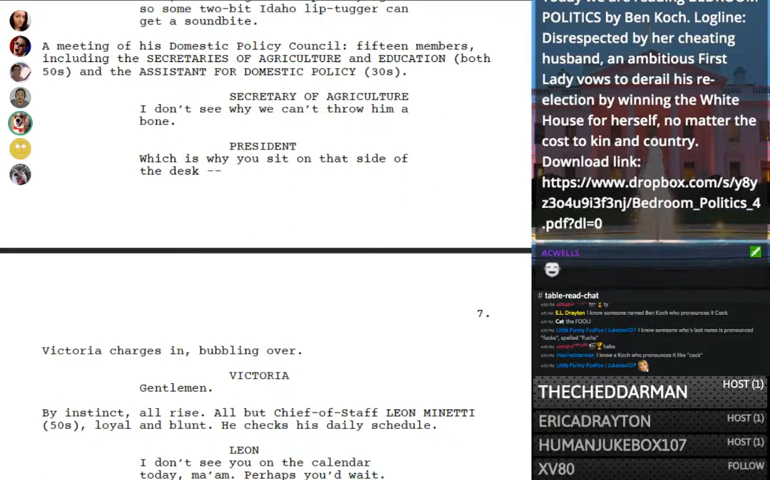 so some two-bit Idaho lip-tugger can
get a soundbite.
A meeting of his Domestic Policy Council: fifteen members,
including the SECRETARIES OF AGRICULTURE and EDUCATION (both
50s) and the ASSISTANT FOR DOMESTIC POLICY (30s).
SECRETARY OF AGRICULTURE
I don't see why we can't throw him a
bone.
PRESIDENT
Which is why you sit on that side of
the desk --
7.
Victoria charges in, bubbling over.
VICTORIA
Gentlemen.
By instinct, all rise. All but Chief-of-Staff LEON MINETTI
(50s), loyal and blunt. He checks his daily schedule.
LEON
I don't see you on the calendar
today, ma'am. Perhaps you'd wait.
Today we are reading BEDROOM
POLITICS by Ben Koch. Logline:
Disrespected by her cheating
husband, an ambitious First
Lady vows to derail his re-
election by winning the White
House for herself, no matter the
cost to kin and country.
Download link:
https://www.dropbox.com/s/y8y
z3o4u9i3f3nj/Bedroom_Politics_4
.pdf?dl=0
ACWELLS
# table-read-chat
ty
E.L. Drayton I know someone named Ben Koch who pronounces it Cock
Cat the FOOL!
Little Funny FooFoo | Jukebox107 I know someone who's last name is pronounced
"fucks", spelled "fuchs"
haha
thecheddarman I know a Koch who pronounces it like "cock"
Little Funny FooFoo | Jukebox107
THECHEDDARMAN HOST (1)
ERICADRAYTON HOST (1)
HUMANJUKEBOX107 HOST (1)
XV80 FOLLOW